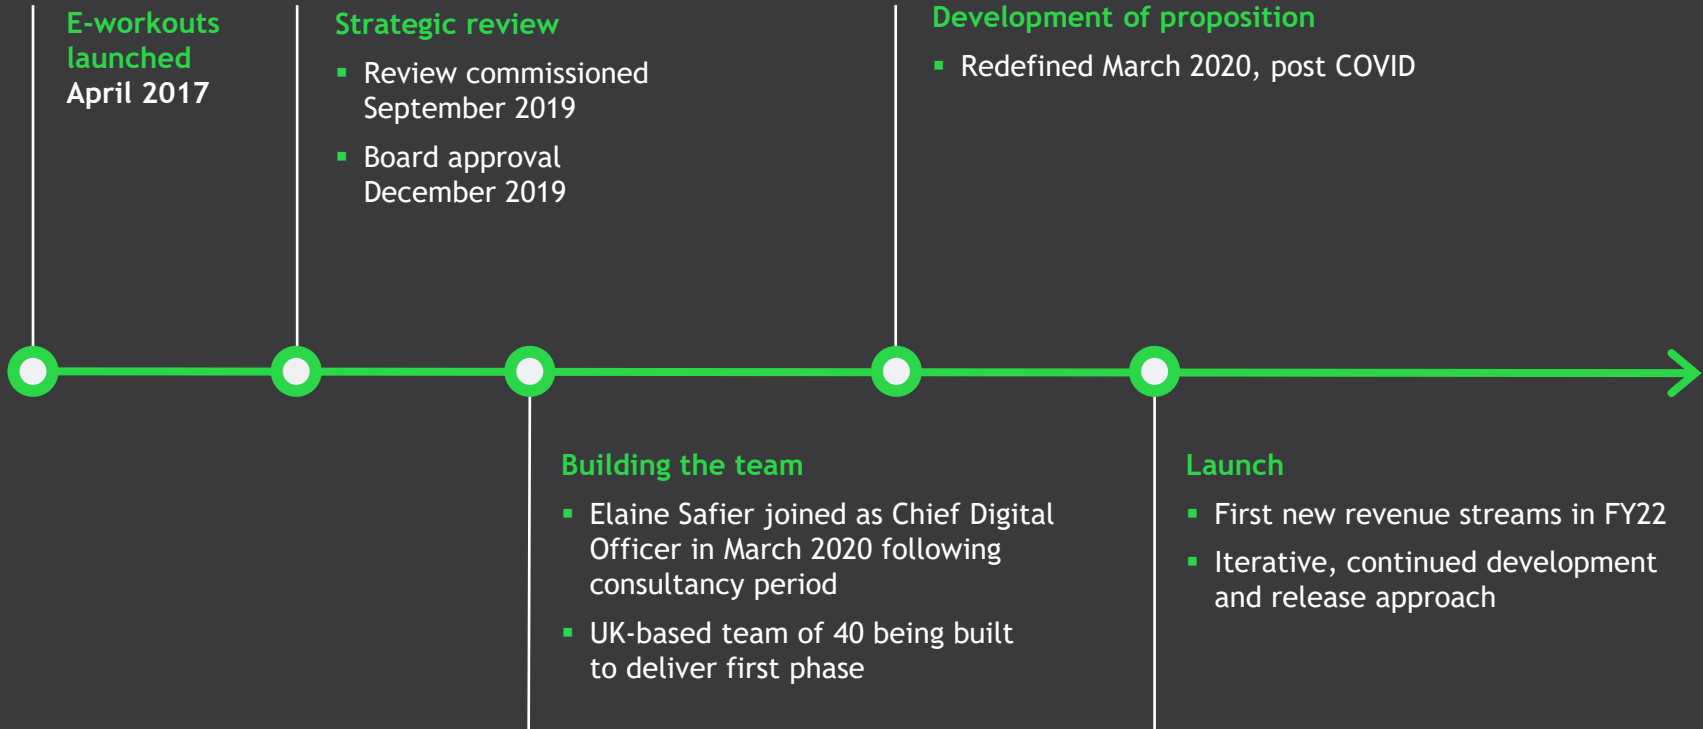 E-workouts
launched
April 2017
Strategic review
▪ Review commissioned
September 2019
▪ Board approval
December 2019
Building the team
▪ Elaine Safier joined as Chief Digital
Officer in March 2020 following
consultancy period
▪ UK-based team of 40 being built
to deliver first phase
Development of proposition
▪ Redefined March 2020, post COVID
Launch
▪ First new revenue streams in FY22
▪ Iterative, continued development
and release approach